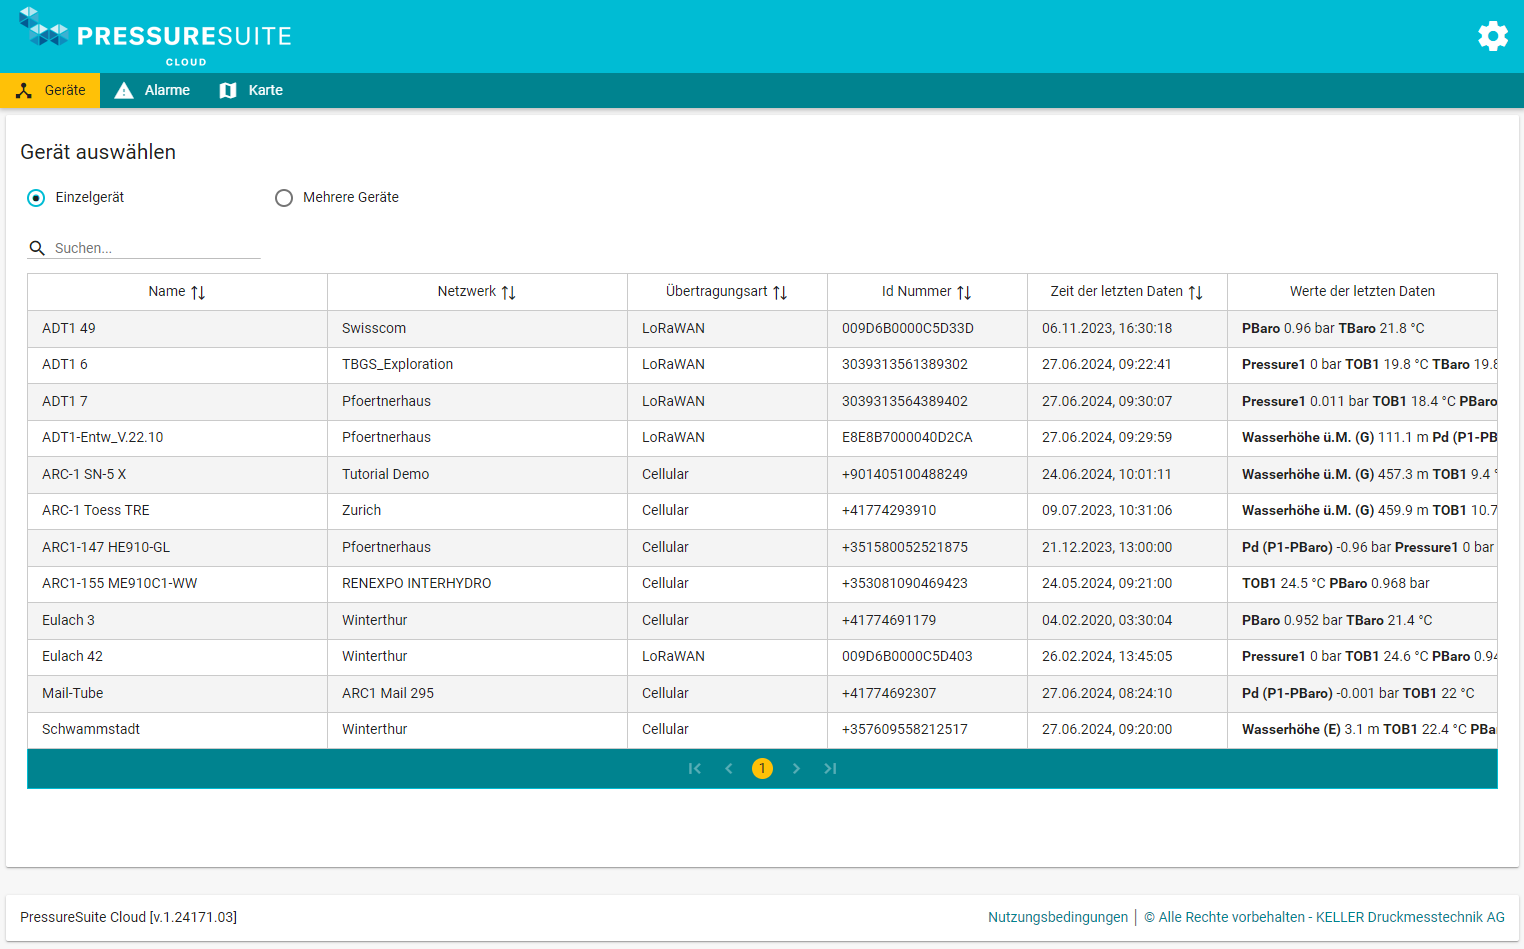 PRESSURESUITE
CLOUD
Geräte Alarme Karte
Gerät auswählen
Einzelgerät Mehrere Geräte
Suchen...
Name Netzwerk Übertragungsart Id Nummer Zeit der letzten Daten Werte der letzten Daten
ADT1 49 Swisscom LoRaWAN 009D6B0000C5D33D 06.11.2023, 16:30:18 PBaro 0.96 bar TBaro 21.8 °C
ADT1 6 TBGS_Exploration LoRaWAN 3039313561389302 27.06.2024, 09:22:41 Pressure1 0 bar TOB1 19.8 °C TBaro 19.8
ADT1 7 Pfoertnerhaus LoRaWAN 3039313564389402 27.06.2024, 09:30:07 Pressure1 0.011 bar TOB1 18.4 °C PBaro
ADT1-Entw_V.22.10 Pfoertnerhaus LoRaWAN E8E8B7000040D2CA 27.06.2024, 09:29:59 Wasserhöhe ü.M. (G) 111.1 m Pd (P1-PB
ARC-1 SN-5 X Tutorial Demo Cellular +901405100488249 24.06.2024, 10:01:11 Wasserhöhe ü.M. (G) 457.3 m TOB1 9.4 °
ARC-1 Toess TRE Zurich Cellular +41774293910 09.07.2023, 10:31:06 Wasserhöhe ü.M. (G) 459.9 m TOB1 10.7
ARC1-147 HE910-GL Pfoertnerhaus Cellular +351580052521875 21.12.2023, 13:00:00 Pd (P1-PBaro) -0.96 bar Pressure1 0 bar
ARC1-155 ME910C1-WW RENEXPO INTERHYDRO Cellular +353081090469423 24.05.2024, 09:21:00 TOB1 24.5 °C PBaro 0.968 bar
Eulach 3 Winterthur Cellular +41774691179 04.02.2020, 03:30:04 PBaro 0.952 bar TBaro 21.4 °C
Eulach 42 Winterthur LoRaWAN 009D6B0000C5D403 26.02.2024, 13:45:05 Pressure1 0 bar TOB1 24.6 °C PBaro 0.94
Mail-Tube ARC1 Mail 295 Cellular +41774692307 27.06.2024, 08:24:10 Pd (P1-PBaro) -0.001 bar TOB1 22 °C
Schwammstadt Winterthur Cellular +357609558212517 27.06.2024, 09:20:00 Wasserhöhe (E) 3.1 m TOB1 22.4 °C PBa
1
PressureSuite Cloud [v.1.24171.03] Nutzungsbedingungen | © Alle Rechte vorbehalten - KELLER Druckmesstechnik AG